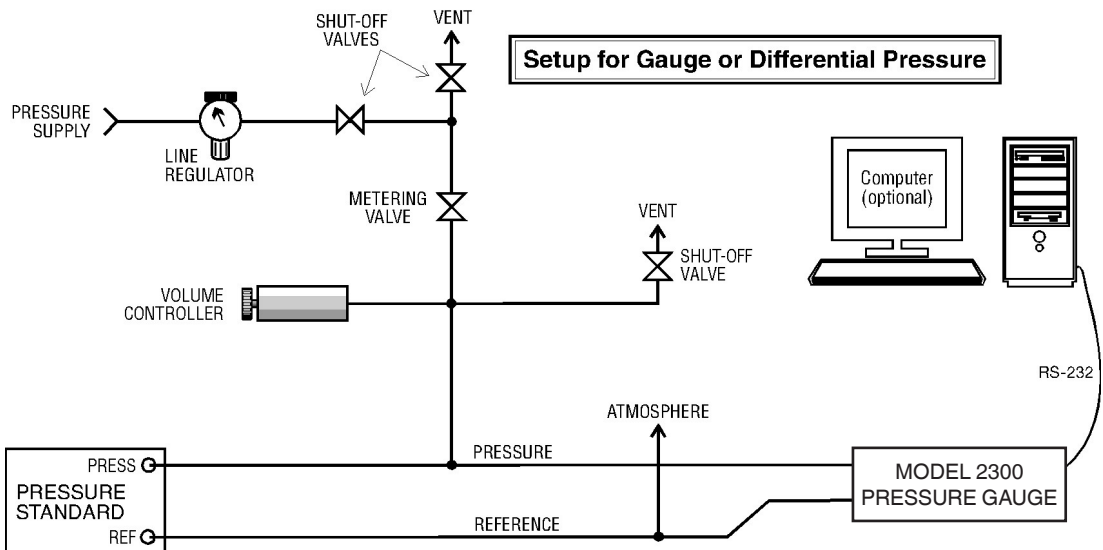 SHUT-OFF
VALVES
VENT
Setup for Gauge or Differential Pressure
PRESSURE
SUPPLY
LINE
REGULATOR
Computer
(optional)
METERING
VALVE
VENT
SHUT-OFF
VALVE
VOLUME
CONTROLLER
RS-232
ATMOSPHERE
PRESS
PRESSURE
MODEL 2300
PRESSURE GAUGE
PRESSURE
STANDARD
REF
REFERENCE